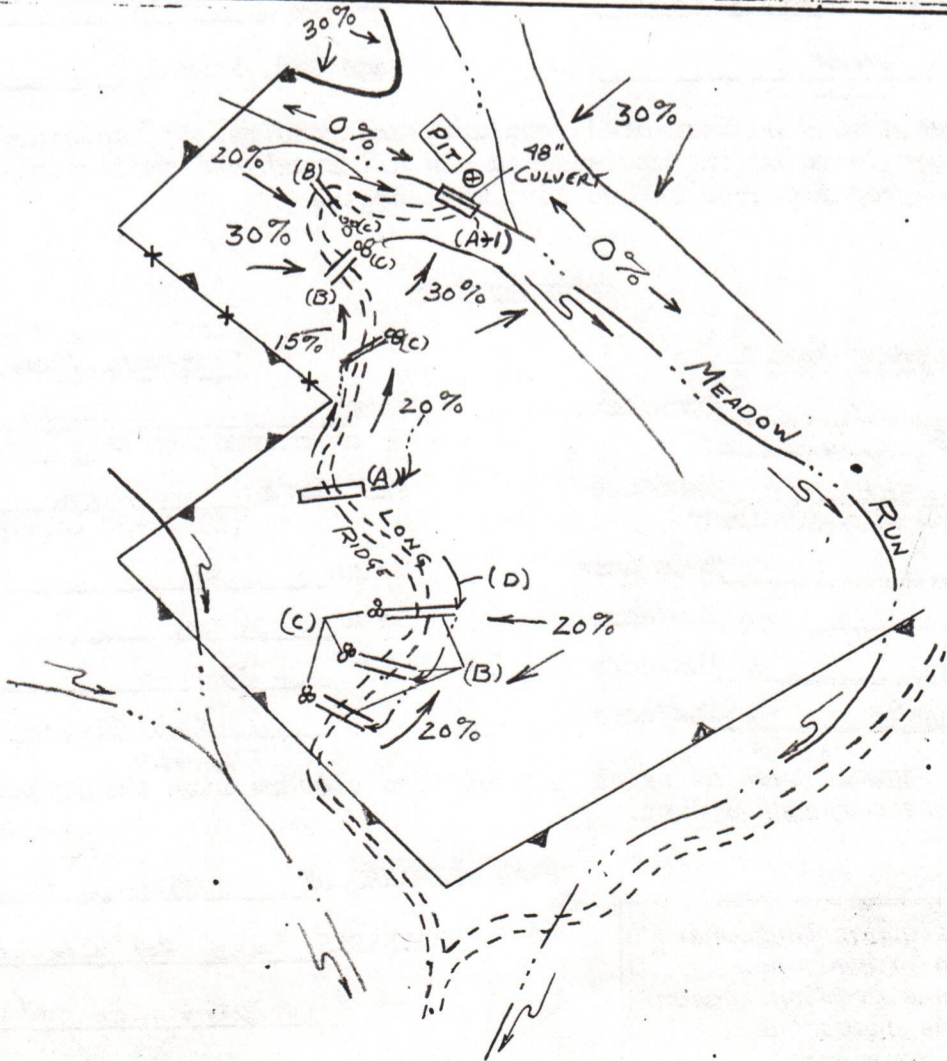 30%
30%
0%
PIT
48"
CULVERT
20%
(B)
(C)
30%
(C)
(B)
(A+1)
30%
0%
15%
(C)
20%
MEADOW
(A)
LONG
RIDGE
RUN
(D)
(C)
20%
(B)
20%